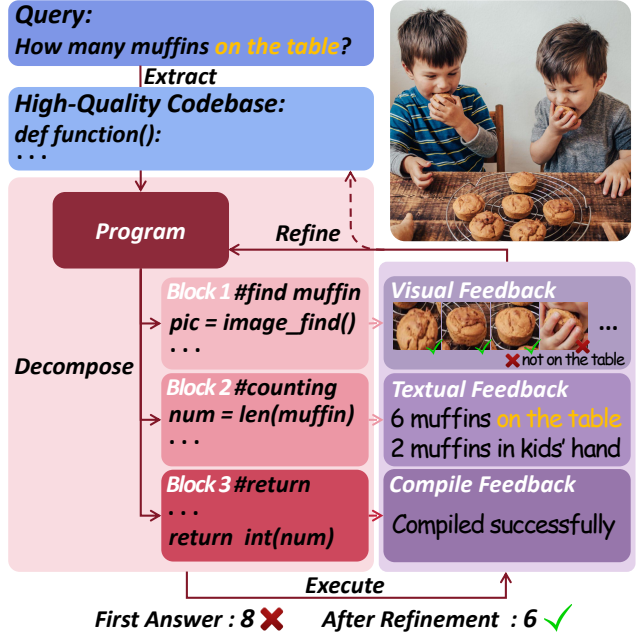 Query:
How many muffins on the table?
Extract
High-Quality Codebase:
def function():
. . .
Program
Refine
Decompose
Block 1 #find muffin
pic = image_find()
. . .
Block 2 #counting
num = len(muffin)
. . .
Block 3 #return
. . .
return int(num)
Visual Feedback
...
not on the table
Textual Feedback
6 muffins on the table
2 muffins in kids' hand
Compile Feedback
Compiled successfully
Execute
First Answer : 8 After Refinement : 6